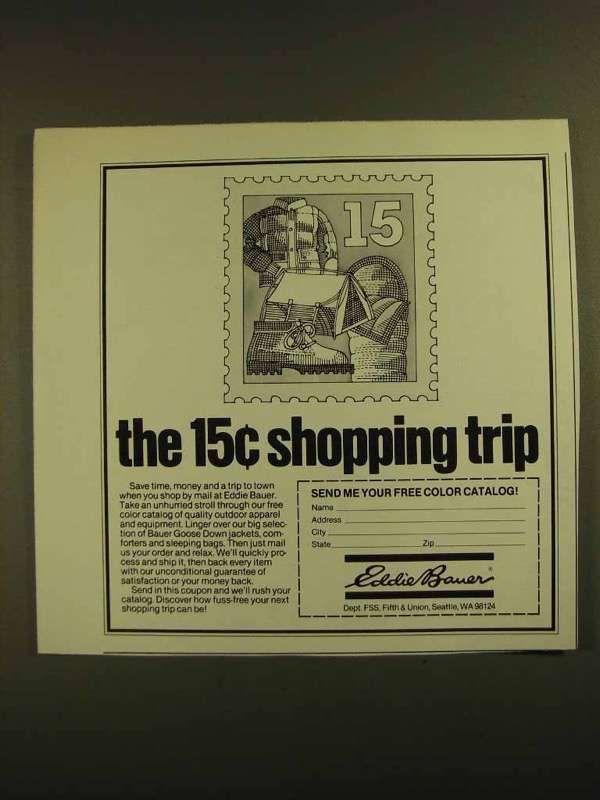 15
the 15¢ shopping trip
Save time, money and a trip to town
when you shop by mail at Eddie Bauer.
Take an unhurried stroll through our free
color catalog of quality outdoor apparel
and equipment. Linger over our big selec-
tion of Bauer Goose Down jackets, com-
forters and sleeping bags. Then just mail
us your order and relax. We'll quickly pro-
cess and ship it, then back every item
with our unconditional guarantee of
satisfaction or your money back.
Send in this coupon and we'll rush your
catalog. Discover how fuss-free your next
shopping trip can be!
SEND ME YOUR FREE COLOR CATALOG!
Name
Address
City
State Zip
Eddie Bauer®
Dept. FSS, Fifth & Union, Seattle, WA 98124